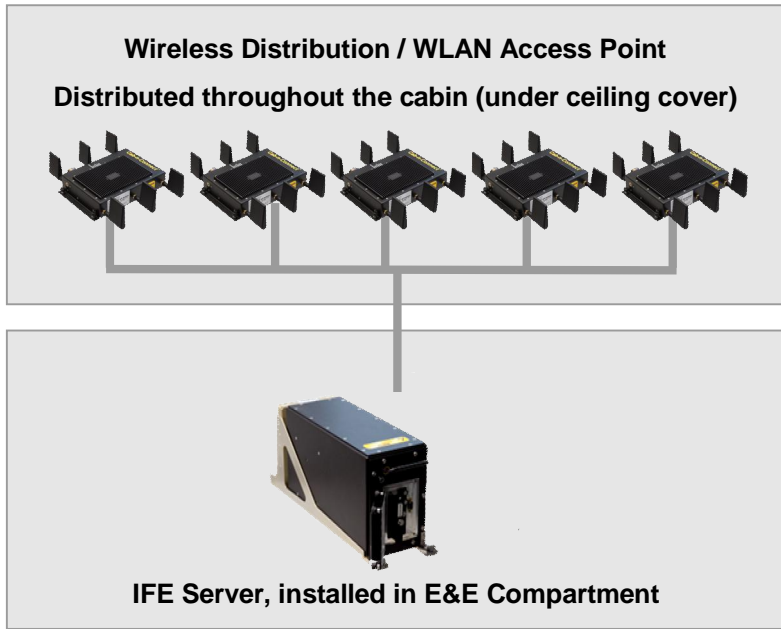 Wireless Distribution / WLAN Access Point
Distributed throughout the cabin (under ceiling cover)
IFE Server, installed in E&E Compartment